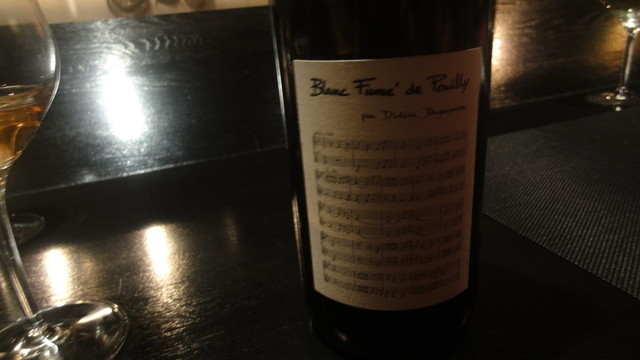 Blanc Fumé de Pouilly
par Didier Dagueneau